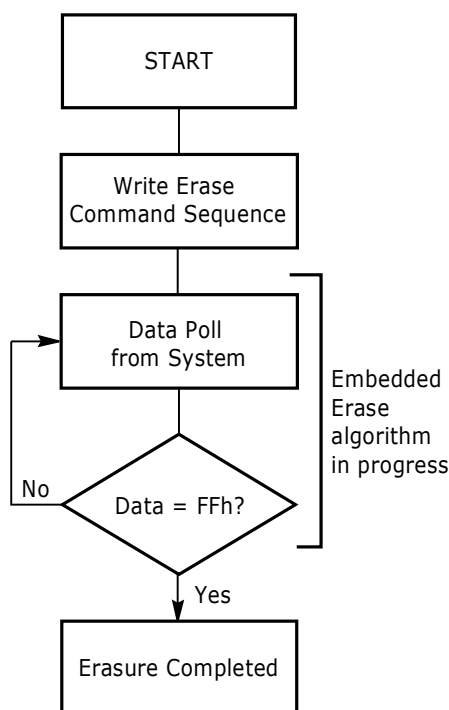 START
Write Erase
Command Sequence
Data Poll
from System
Embedded
Erase
algorithm
in progress
No
Data = FFh?
Yes
Erasure Completed